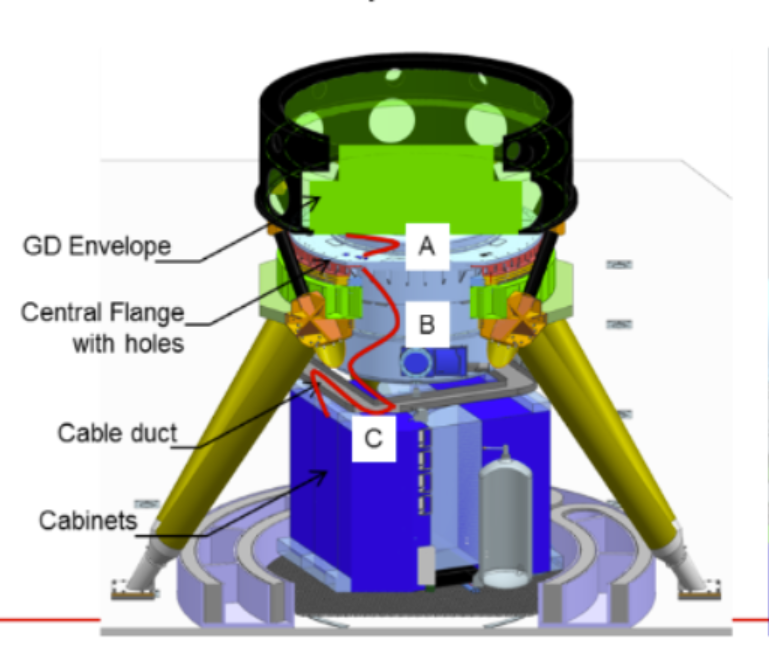 GD Envelope
A
Central Flange
with holes
B
Cable duct
C
Cabinets